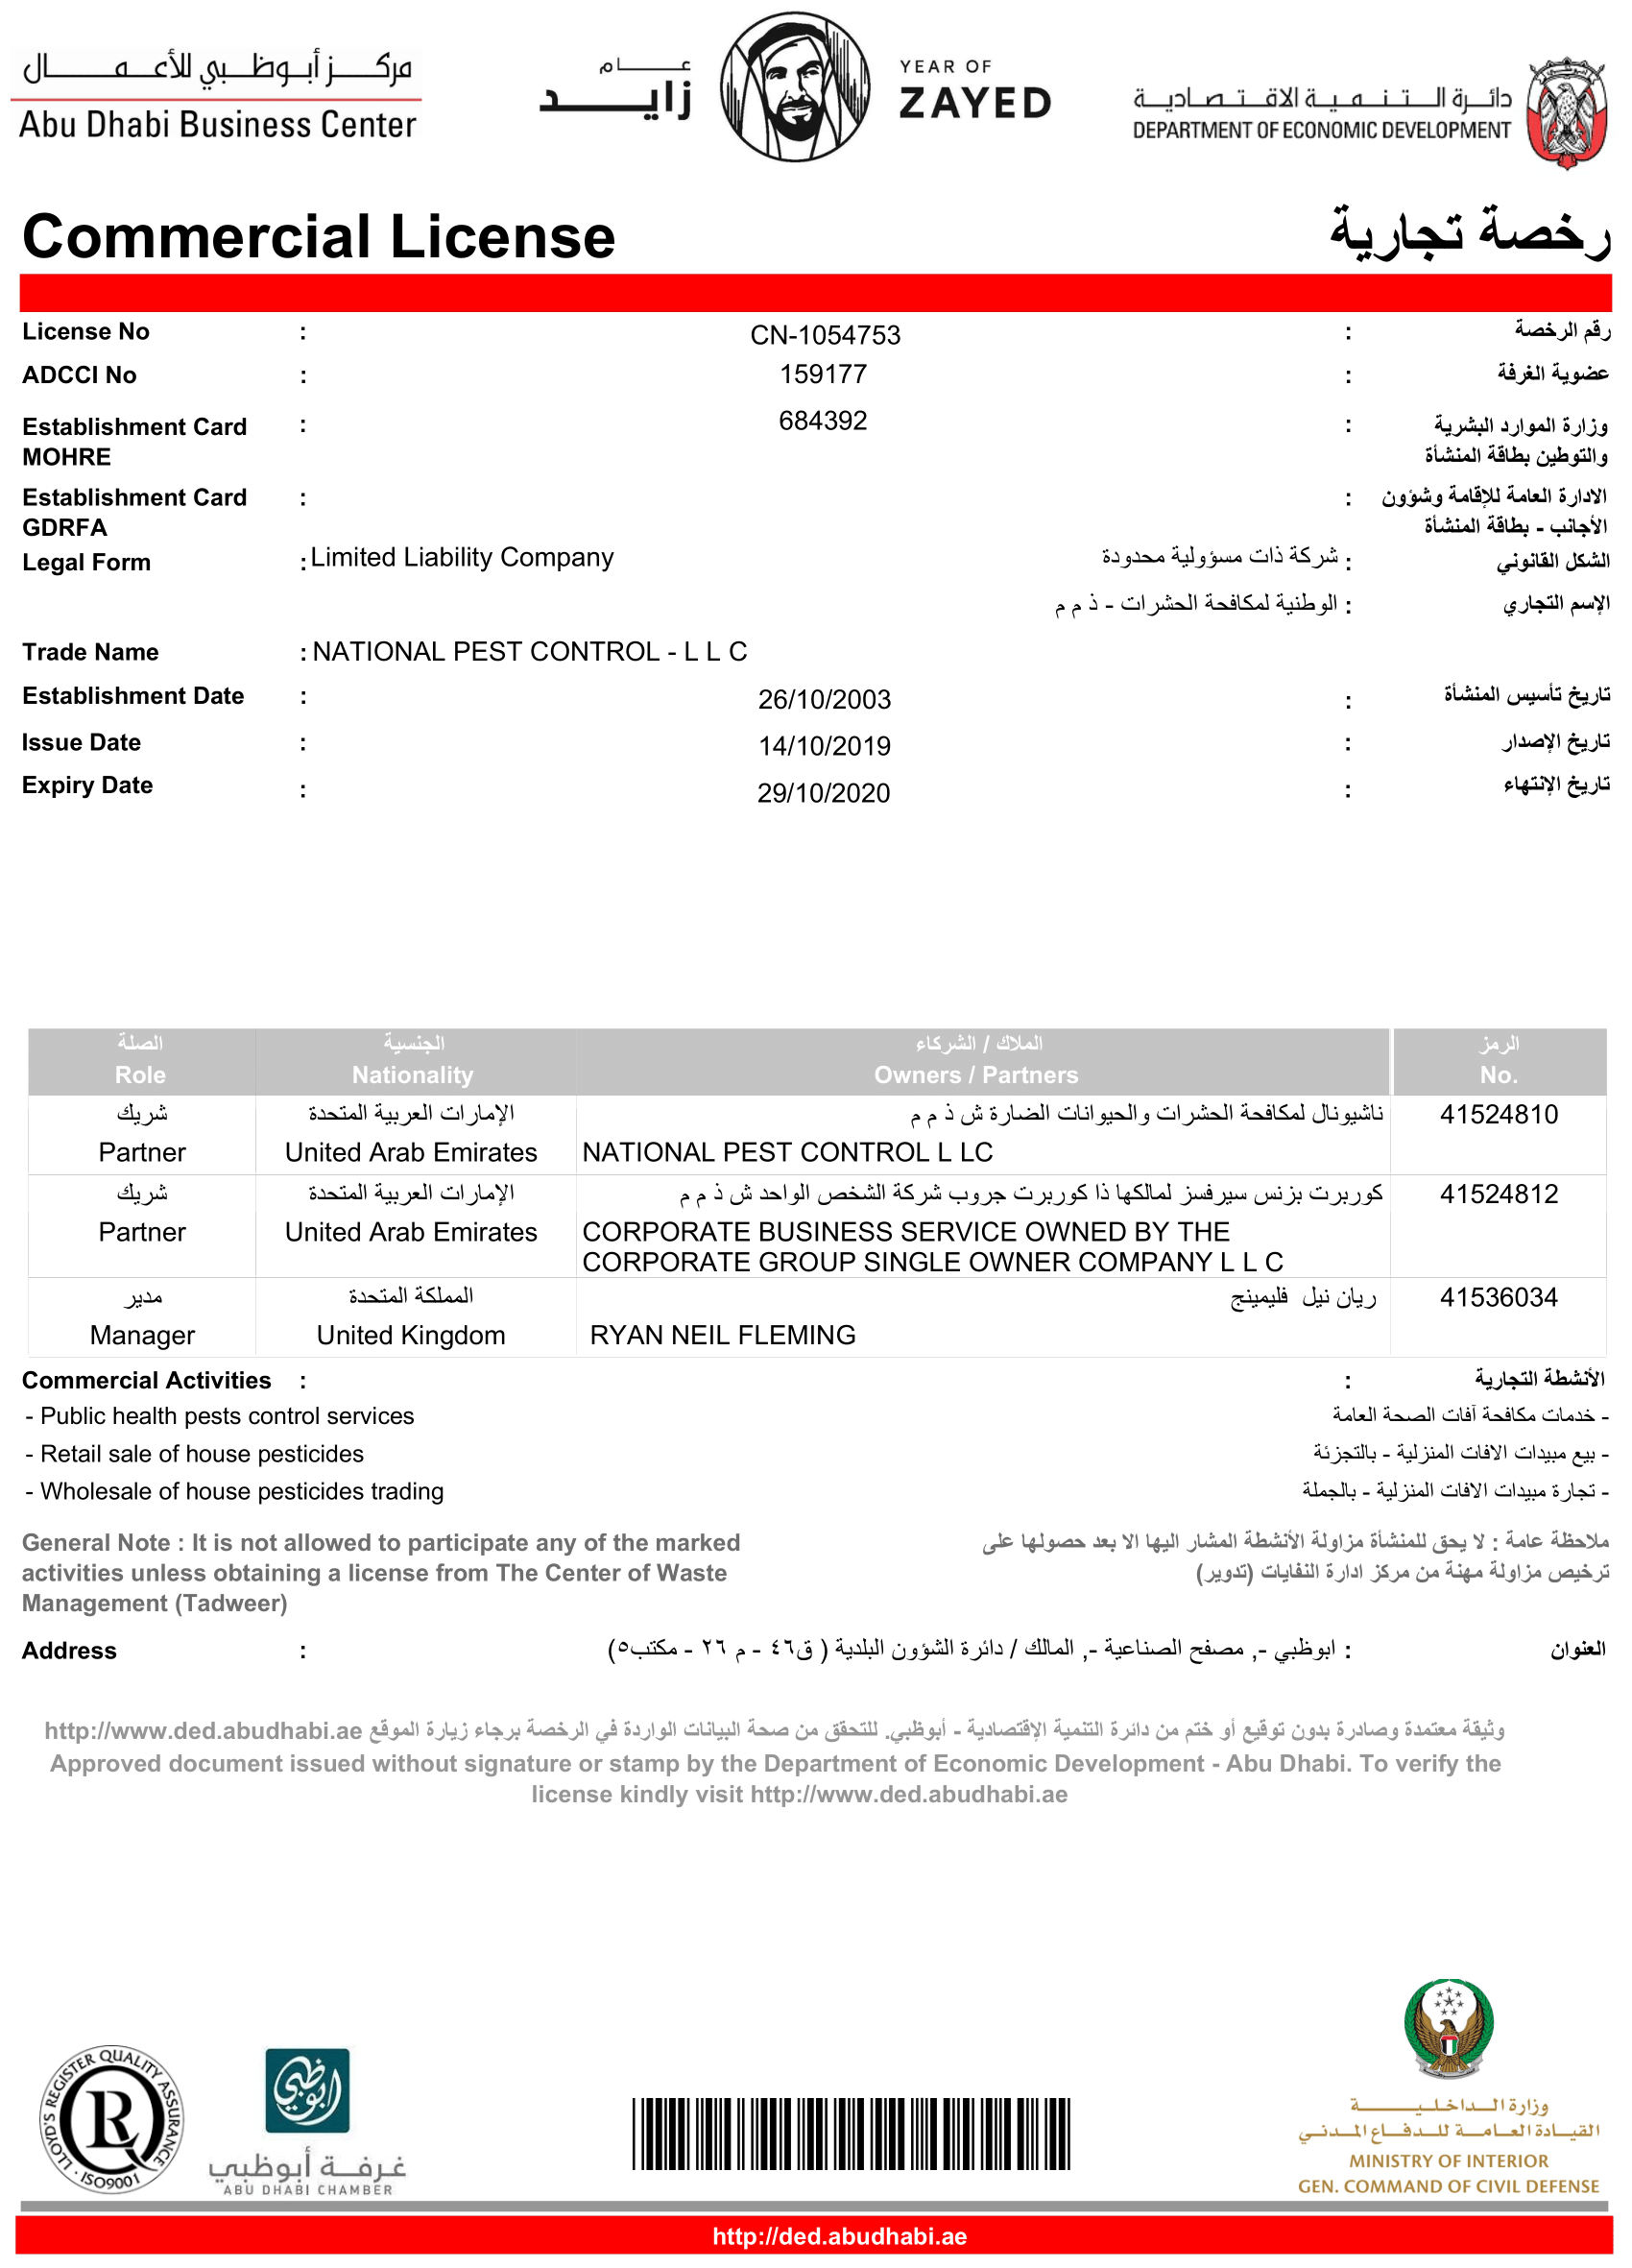 مركز أبوظبي للأعمال
Abu Dhabi Business Center
عام
زايد
YEAR OF
ZAYED
دائرة التنمية الاقتصادية
DEPARTMENT OF ECONOMIC DEVELOPMENT
Commercial License
رخصة تجارية
License No : CN-1054753 : رقم الرخصة
ADCCI No : 159177 : عضوية الغرفة
Establishment Card : 684392 : وزارة الموارد البشرية
MOHRE والتوطين بطاقة المنشأة
Establishment Card : : الادارة العامة للإقامة وشؤون
GDRFA الأجانب - بطاقة المنشأة
Legal Form : Limited Liability Company شركة ذات مسؤولية محدودة : الشكل القانوني
الإسم التجاري : الوطنية لمكافحة الحشرات - ذ م م
Trade Name : NATIONAL PEST CONTROL - L L C
Establishment Date : 26/10/2003 : تاريخ تأسيس المنشأة
Issue Date : 14/10/2019 : تاريخ الإصدار
Expiry Date : 29/10/2020 : تاريخ الإنتهاء
الصلة الجنسية الملاك / الشركاء الرمز
Role Nationality Owners / Partners No.
شريك الإمارات العربية المتحدة ناشيونال لمكافحة الحشرات والحيوانات الضارة ش ذ م م 41524810
Partner United Arab Emirates NATIONAL PEST CONTROL L LC
شريك الإمارات العربية المتحدة كوربرت بزنس سيرفسز لمالكها ذا كوربرت جروب شركة الشخص الواحد ش ذ م م 41524812
Partner United Arab Emirates CORPORATE BUSINESS SERVICE OWNED BY THE
CORPORATE GROUP SINGLE OWNER COMPANY L L C
مدير المملكة المتحدة ريان نيل فليمينج 41536034
Manager United Kingdom RYAN NEIL FLEMING
Commercial Activities : : الأنشطة التجارية
- Public health pests control services
- خدمات مكافحة آفات الصحة العامة
- Retail sale of house pesticides
- بيع مبيدات الافات المنزلية - بالتجزئة
- Wholesale of house pesticides trading
- تجارة مبيدات الافات المنزلية - بالجملة
General Note : It is not allowed to participate any of the marked
activities unless obtaining a license from The Center of Waste
Management (Tadweer)
ملاحظة عامة : لا يحق للمنشأة مزاولة الأنشطة المشار اليها الا بعد حصولها على
ترخيص مزاولة مهنة من مركز ادارة النفايات (تدوير)
Address :
العنوان : ابوظبي -, مصفح الصناعية -, المالك / دائرة الشؤون البلدية ( ق٤٦ - م ٢٦ - مكتب٥)
وثيقة معتمدة وصادرة بدون توقيع أو ختم من دائرة التنمية الإقتصادية - أبوظبي. للتحقق من صحة البيانات الواردة في الرخصة برجاء زيارة الموقع http://www.ded.abudhabi.ae
Approved document issued without signature or stamp by the Department of Economic Development - Abu Dhabi. To verify the
license kindly visit http://www.ded.abudhabi.ae
LLOYD'S REGISTER QUALITY ASSURANCE
LRQ
· ISO9001 ·
أبوظبي
غرفة أبوظبي
ABU DHABI CHAMBER
وزارة الداخلية
القيادة العامة للدفاع المدني
MINISTRY OF INTERIOR
GEN. COMMAND OF CIVIL DEFENSE
http://ded.abudhabi.ae